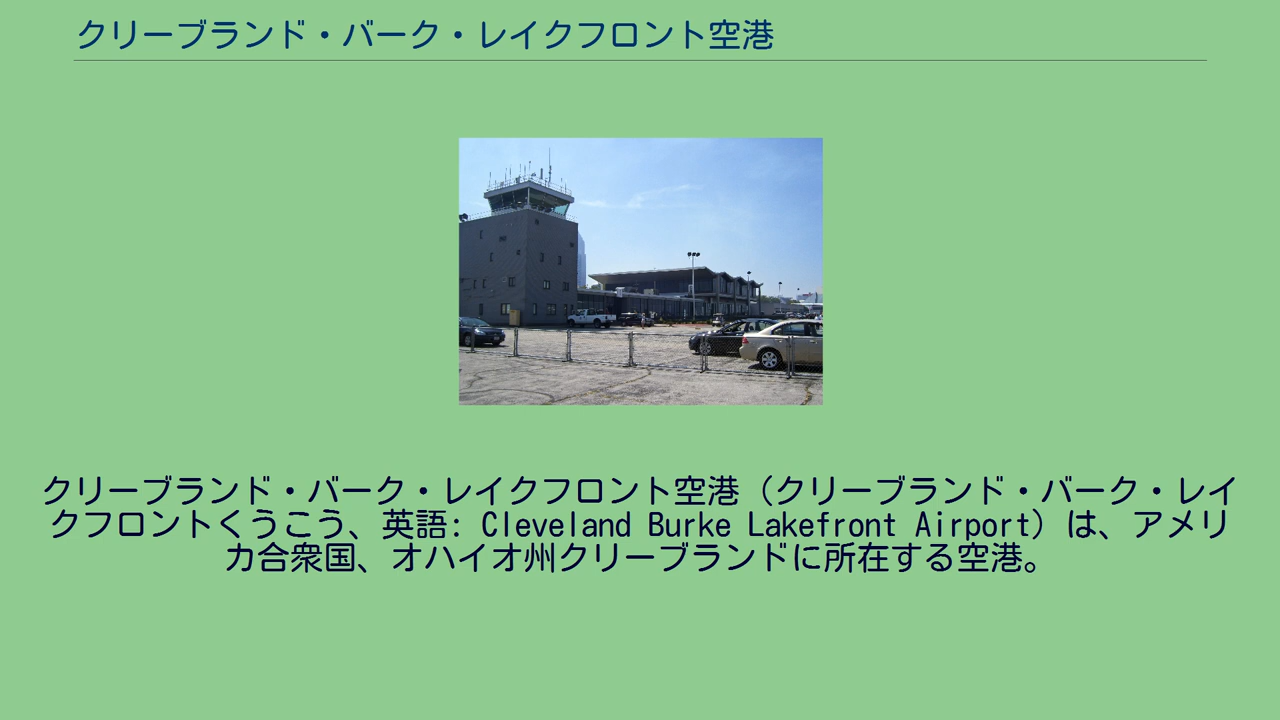 クリーブランド・バーク・レイクフロント空港
クリーブランド・バーク・レイクフロント空港（クリーブランド・バーク・レイ
クフロントくうこう、英語: Cleveland Burke Lakefront Airport）は、アメリ
カ合衆国、オハイオ州クリーブランドに所在する空港。